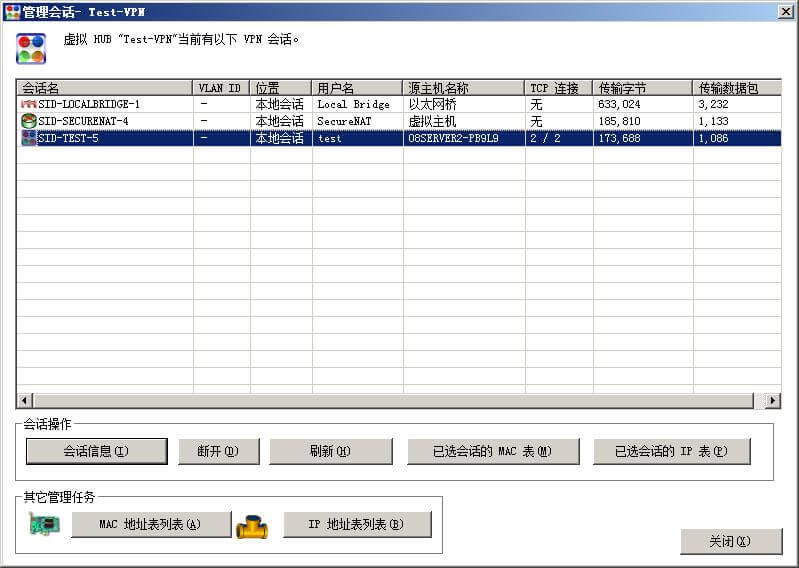 管理会话- Test-VPN
虚拟 HUB "Test-VPN"当前有以下 VPN 会话。
会话名 VLAN ID 位置 用户名 源主机名称 TCP 连接 传输字节 传输数据包
SID-LOCALBRIDGE-1 - 本地会话 Local Bridge 以太网桥 无 633,024 3,232
SID-SECURENAT-4 - 本地会话 SecureNAT 虚拟主机 无 185,810 1,133
SID-TEST-5 - 本地会话 test 08SERVER2-PB9L9 2 / 2 173,688 1,086
会话操作
会话信息(I) 断开(D) 刷新(H) 已选会话的 MAC 表(M) 已选会话的 IP 表(P)
其它管理任务
MAC 地址表列表(A) IP 地址表列表(B)
关闭(X)